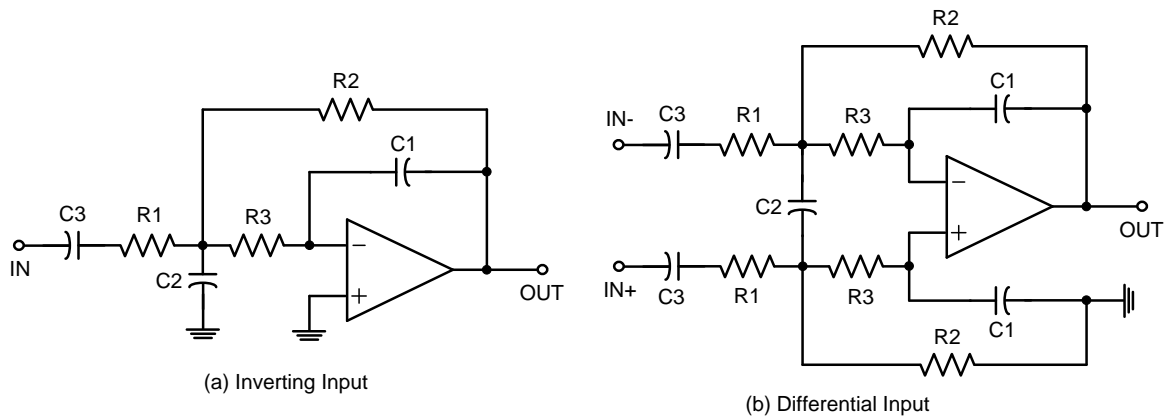 R2
C1
C3
R1
R3
C2
IN
−
+
OUT
(a) Inverting Input
R2
C1
IN-
C3
R1
R3
−
C2
+
OUT
IN+
C3
R1
R3
C1
R2
(b) Differential Input